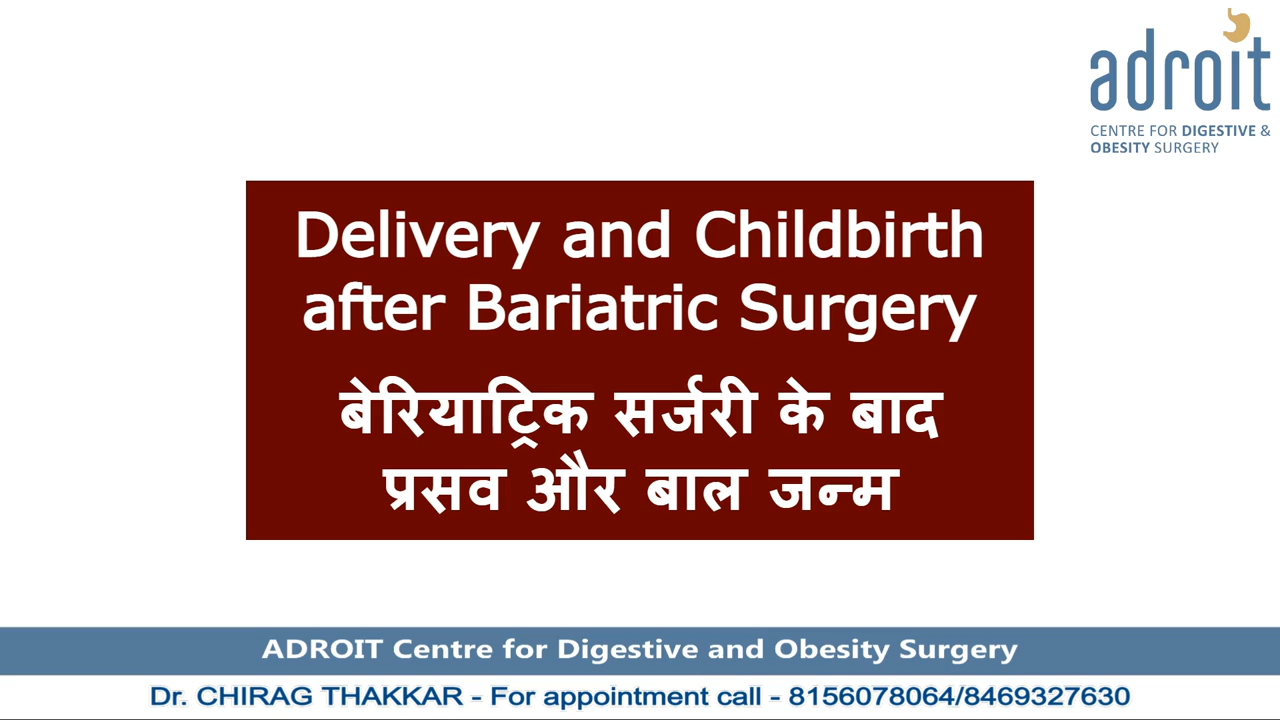 adroit
CENTRE FOR DIGESTIVE &
OBESITY SURGERY
Delivery and Childbirth
after Bariatric Surgery
बेरियाट्रिक सर्जरी के बाद
प्रसव और बाल जन्म
ADROIT Centre for Digestive and Obesity Surgery
Dr. CHIRAG THAKKAR - For appointment call - 8156078064/8469327630